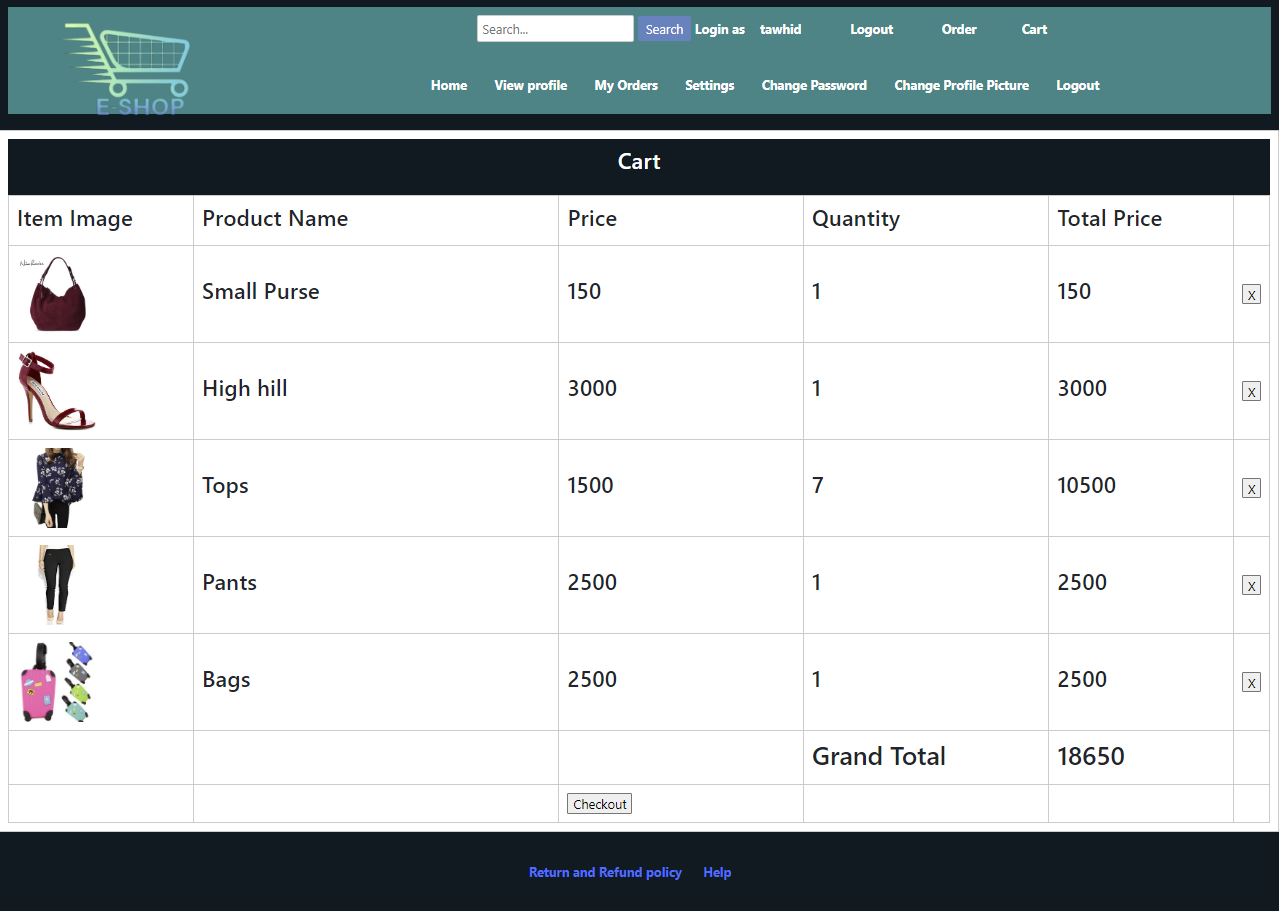 Search... Search Login as tawhid Logout Order Cart
E-SHOP
Home View profile My Orders Settings Change Password Change Profile Picture Logout
Cart
Item Image Product Name Price Quantity Total Price
Small Purse 150 1 150 X
High hill 3000 1 3000 X
Tops 1500 7 10500 X
Pants 2500 1 2500 X
Bags 2500 1 2500 X
Grand Total 18650
Checkout
Return and Refund policy Help